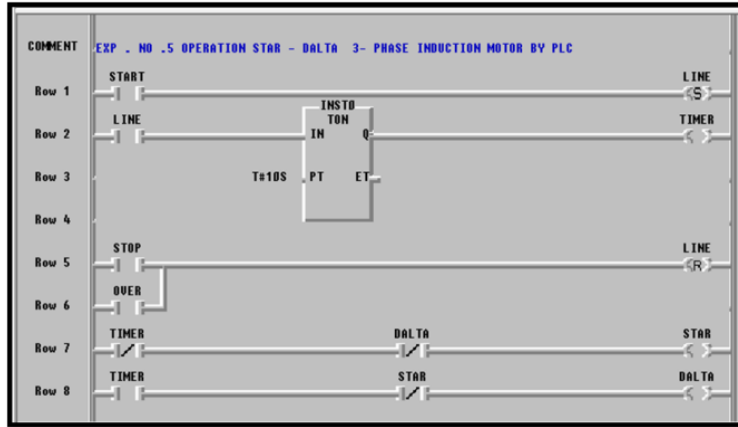 COMMENT EXP . NO .5 OPERATION STAR - DALTA 3- PHASE INDUCTION MOTOR BY PLC
START LINE
Row 1 S
LINE INST0 TIMER
TON
Row 2 IN Q
Row 3 T#10S PT ET
Row 4
STOP LINE
Row 5 R
OVER
Row 6
TIMER DALTA STAR
Row 7
TIMER STAR DALTA
Row 8